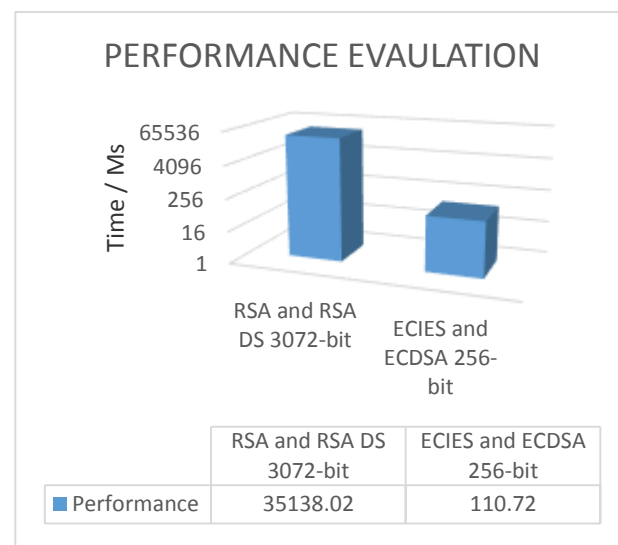 PERFORMANCE EVAULATION
Time / Ms
65536
4096
256
16
1
RSA and RSA
DS 3072-bit
ECIES and
ECDSA 256-
bit
RSA and RSA DS
3072-bit
ECIES and ECDSA
256-bit
Performance 35138.02 110.72